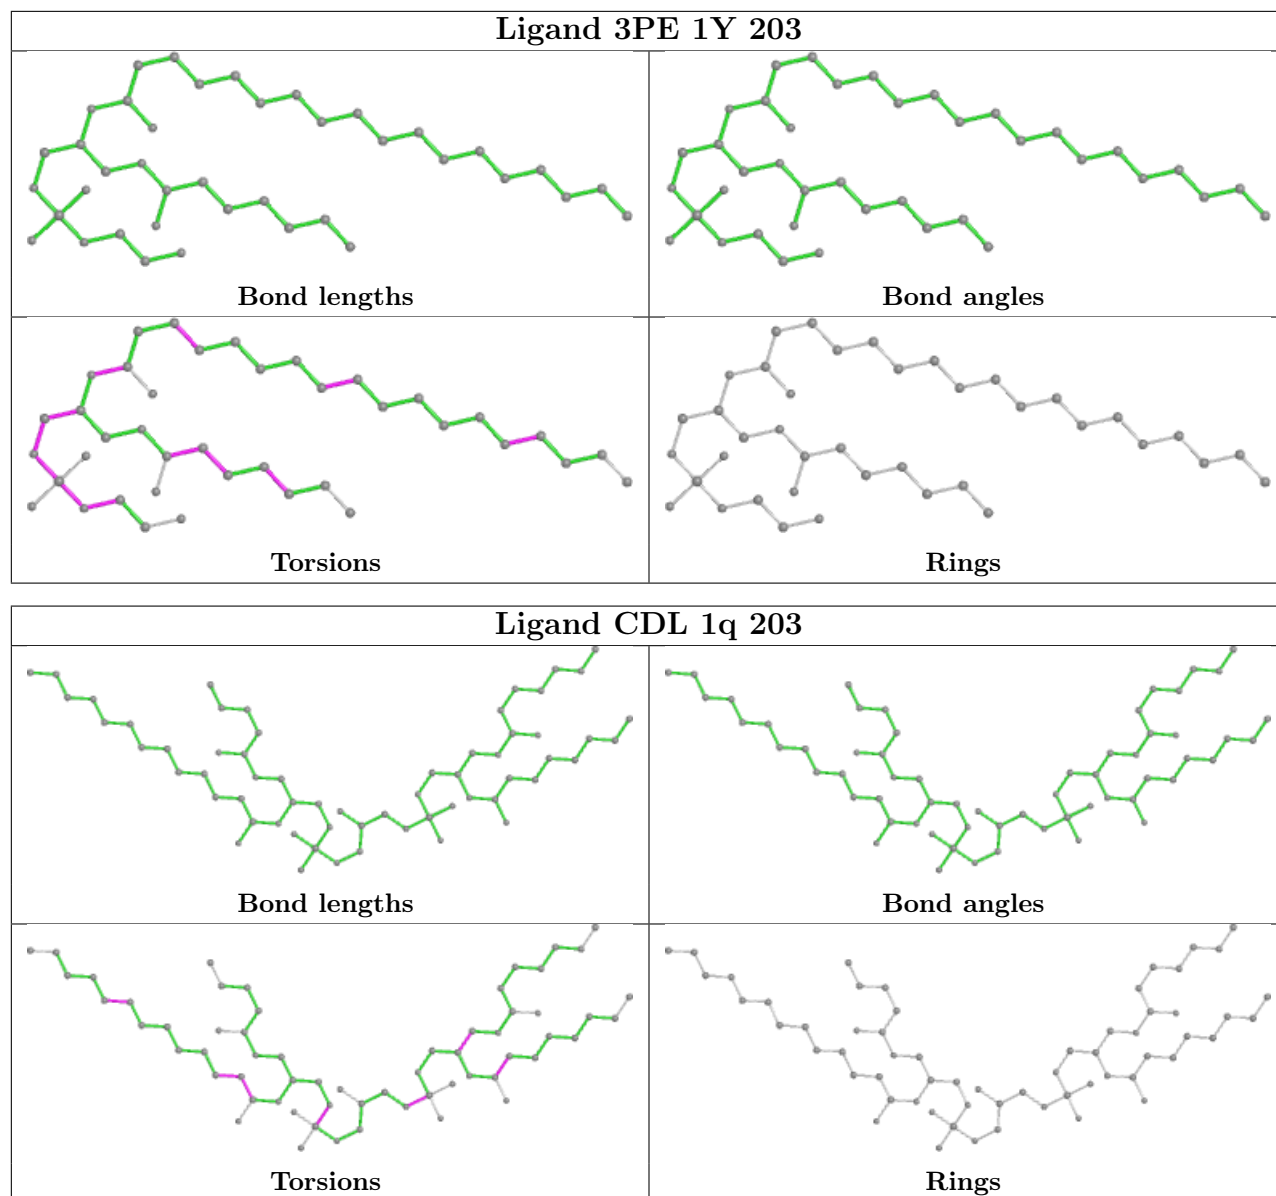 Ligand 3PE 1Y 203
Bond lengths
Bond angles
Torsions
Rings
Ligand CDL 1q 203
Bond lengths
Bond angles
Torsions
Rings